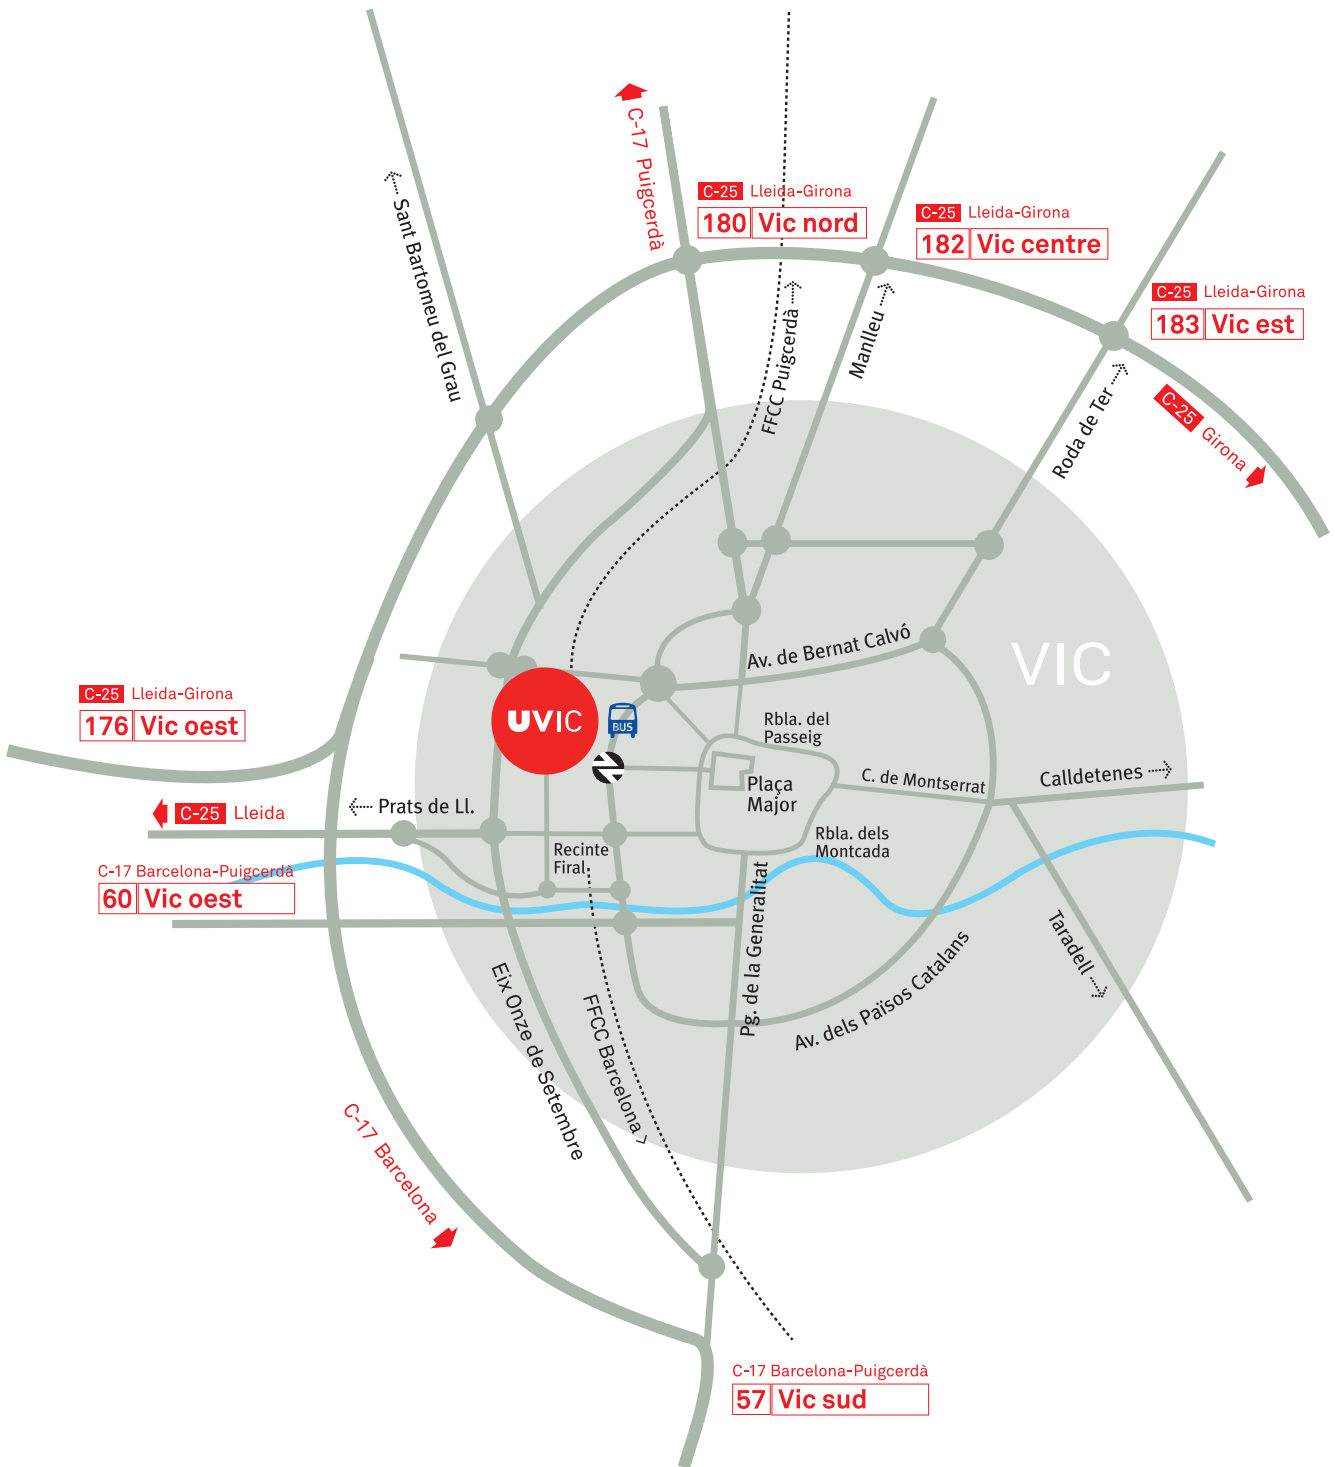 C-17 Puigcerdà
C-25 Lleida-Girona
180 Vic nord
C-25 Lleida-Girona
182 Vic centre
C-25 Lleida-Girona
183 Vic est
Sant Bartomeu del Grau
FFCC Puigcerdà
Manlleu
Roda de Ter
C-25 Girona
Av. de Bernat Calvó
VIC
C-25 Lleida-Girona
176 Vic oest
UVIC
BUS
Rbla. del
Passeig
Plaça
Major
C. de Montserrat
Calldetenes
C-25 Lleida
Prats de Ll.
Recinte
Firal
Rbla. dels
Montcada
C-17 Barcelona-Puigcerdà
60 Vic oest
Pg. de la Generalitat
Taradell
Eix Onze de Setembre
FFCC Barcelona
Av. dels Països Catalans
C-17 Barcelona
C-17 Barcelona-Puigcerdà
57 Vic sud